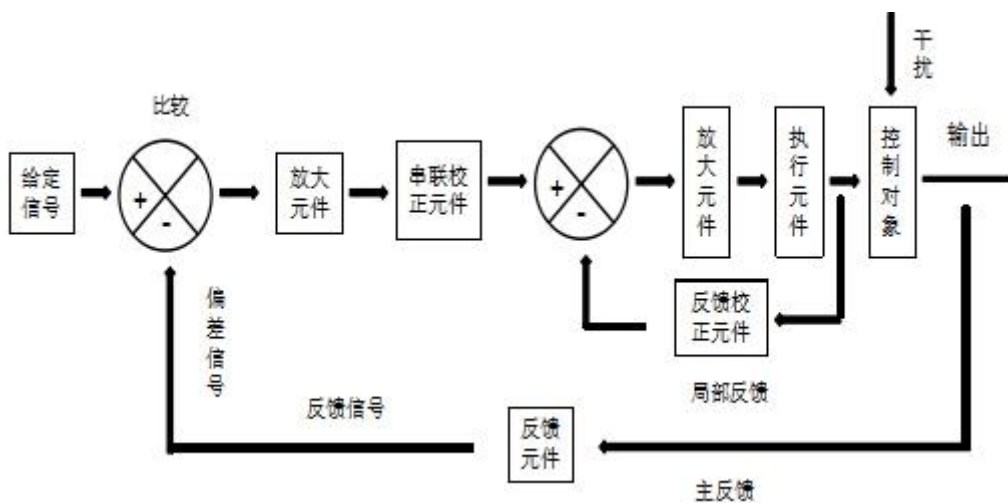 干扰
比较
给定
信号
+
-
放大
元件
串联校
正元件
+
-
放大元件
执行元件
控制对象
输出
偏差信号
反馈校
正元件
局部反馈
反馈信号
反馈
元件
主反馈